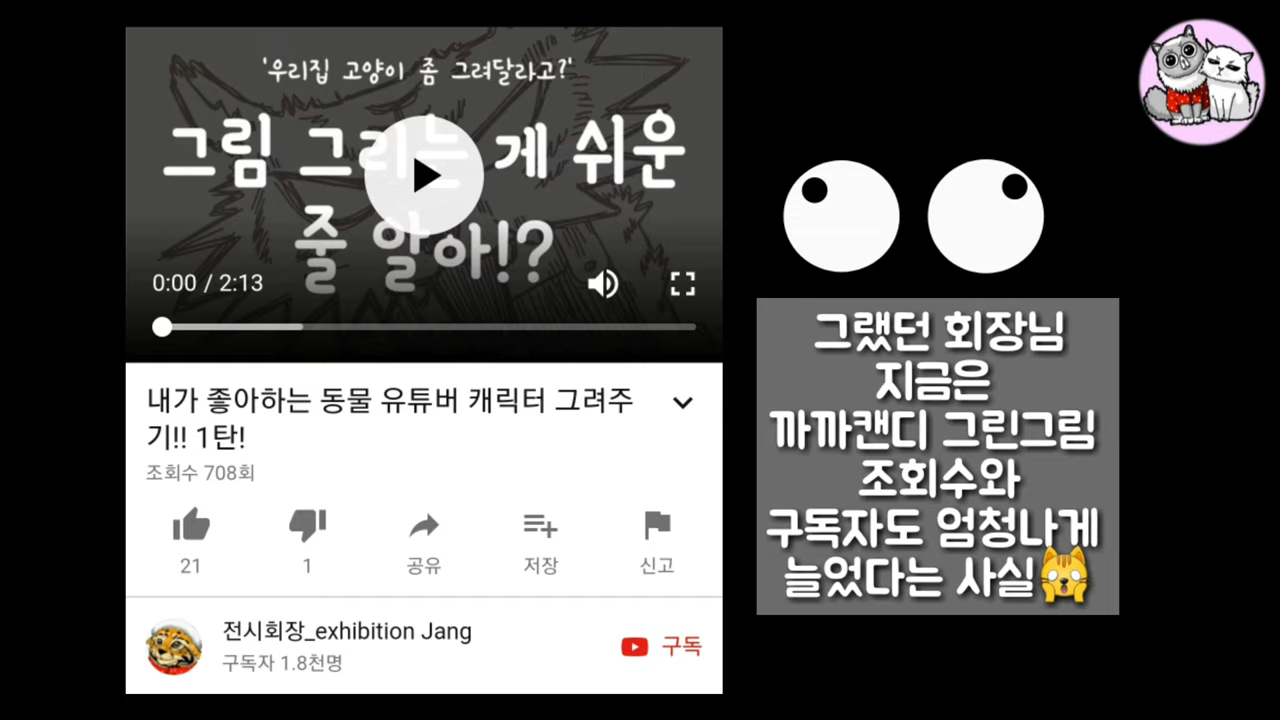 '우리집 고양이 좀 그려달라고?'
그림 그리는 게 쉬운
줄 알아!?
0:00 / 2:13
내가 좋아하는 동물 유튜버 캐릭터 그려주
기!! 1탄!
조회수 708회
21
1
공유
저장
신고
전시회장_exhibition Jang
구독자 1.8천명
구독
그랬던 회장님
지금은
까까캔디 그린그림
조회수와
구독자도 엄청나게
늘었다는 사실🙀